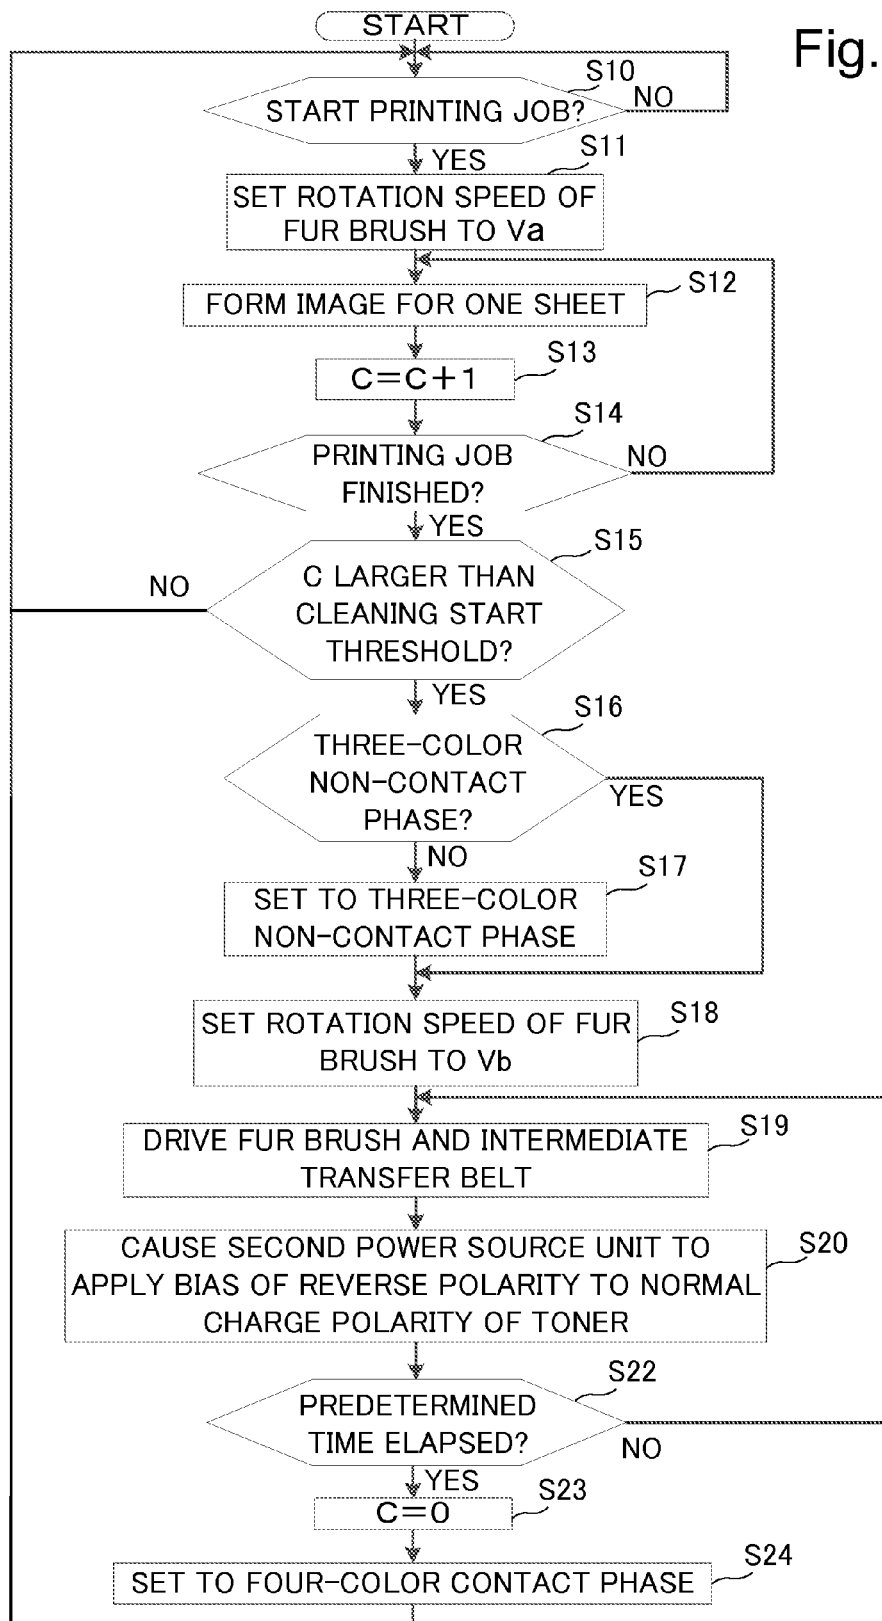 START
Fig.
S10
START PRINTING JOB?
NO
YES
S11
SET ROTATION SPEED OF
FUR BRUSH TO Va
S12
FORM IMAGE FOR ONE SHEET
S13
C=C+1
S14
PRINTING JOB
FINISHED?
NO
YES
S15
C LARGER THAN
CLEANING START
THRESHOLD?
NO
YES
S16
THREE-COLOR
NON-CONTACT
PHASE?
YES
NO
S17
SET TO THREE-COLOR
NON-CONTACT PHASE
S18
SET ROTATION SPEED OF FUR
BRUSH TO Vb
S19
DRIVE FUR BRUSH AND INTERMEDIATE
TRANSFER BELT
S20
CAUSE SECOND POWER SOURCE UNIT TO
APPLY BIAS OF REVERSE POLARITY TO NORMAL
CHARGE POLARITY OF TONER
S22
PREDETERMINED
TIME ELAPSED?
NO
YES
S23
C=0
S24
SET TO FOUR-COLOR CONTACT PHASE